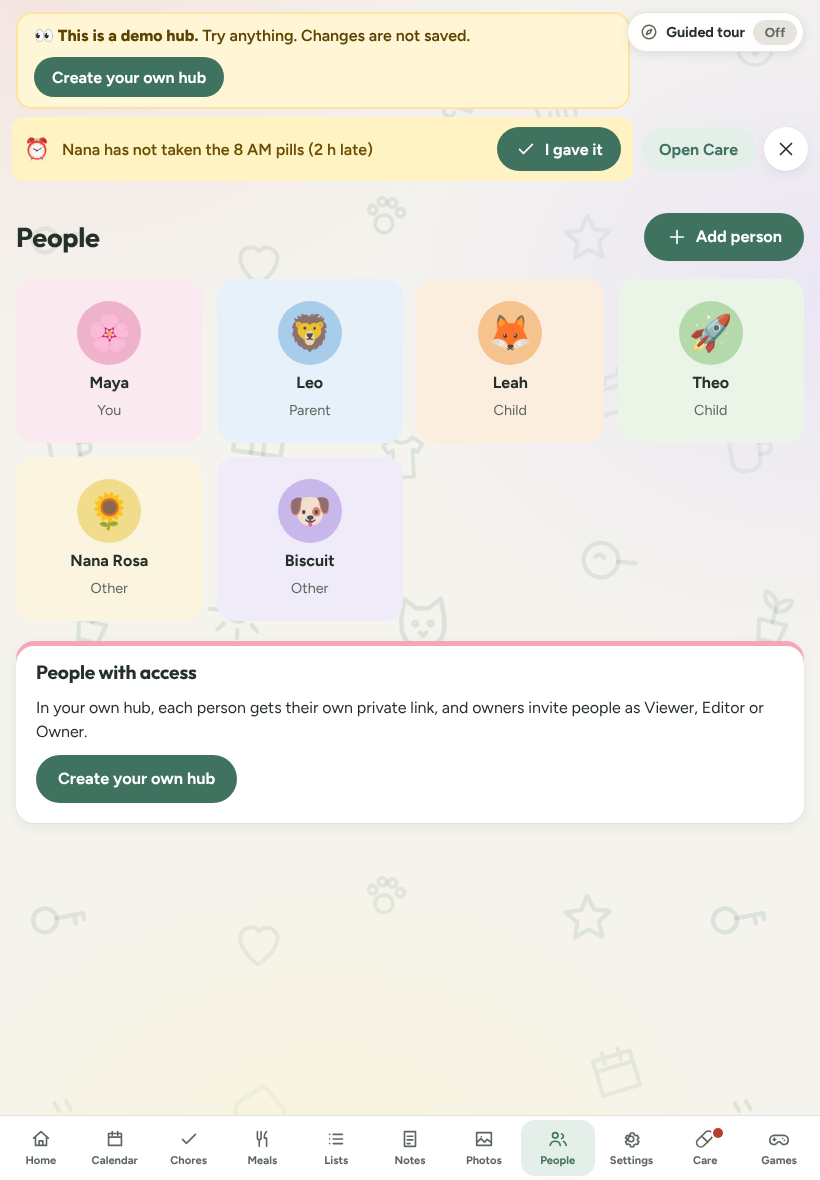 This is a demo hub. Try anything. Changes are not saved.
Create your own hub
Guided tour Off
Nana has not taken the 8 AM pills (2 h late)
I gave it
Open Care
People
Add person
Maya
You
Leo
Parent
Leah
Child
Theo
Child
Nana Rosa
Other
Biscuit
Other
People with access
In your own hub, each person gets their own private link, and owners invite people as Viewer, Editor or
Owner.
Create your own hub
Home
Calendar
Chores
Meals
Lists
Notes
Photos
People
Settings
Care
Games